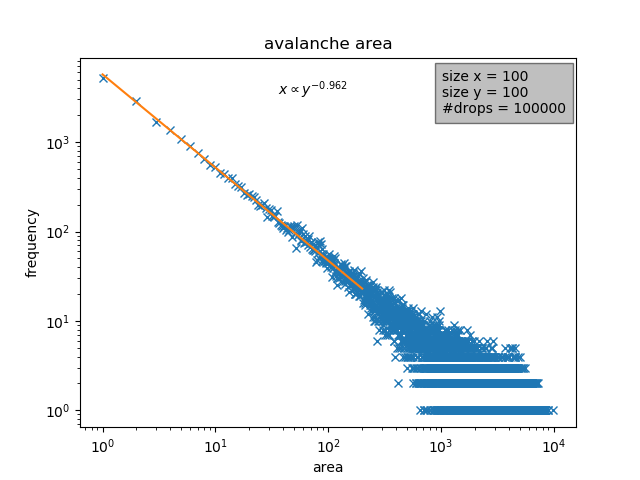 avalanche area
x ∝ y^−0.962
size x = 100
size y = 100
#drops = 100000
frequency
10^3
10^2
10^1
10^0
10^0 10^1 10^2 10^3 10^4
area